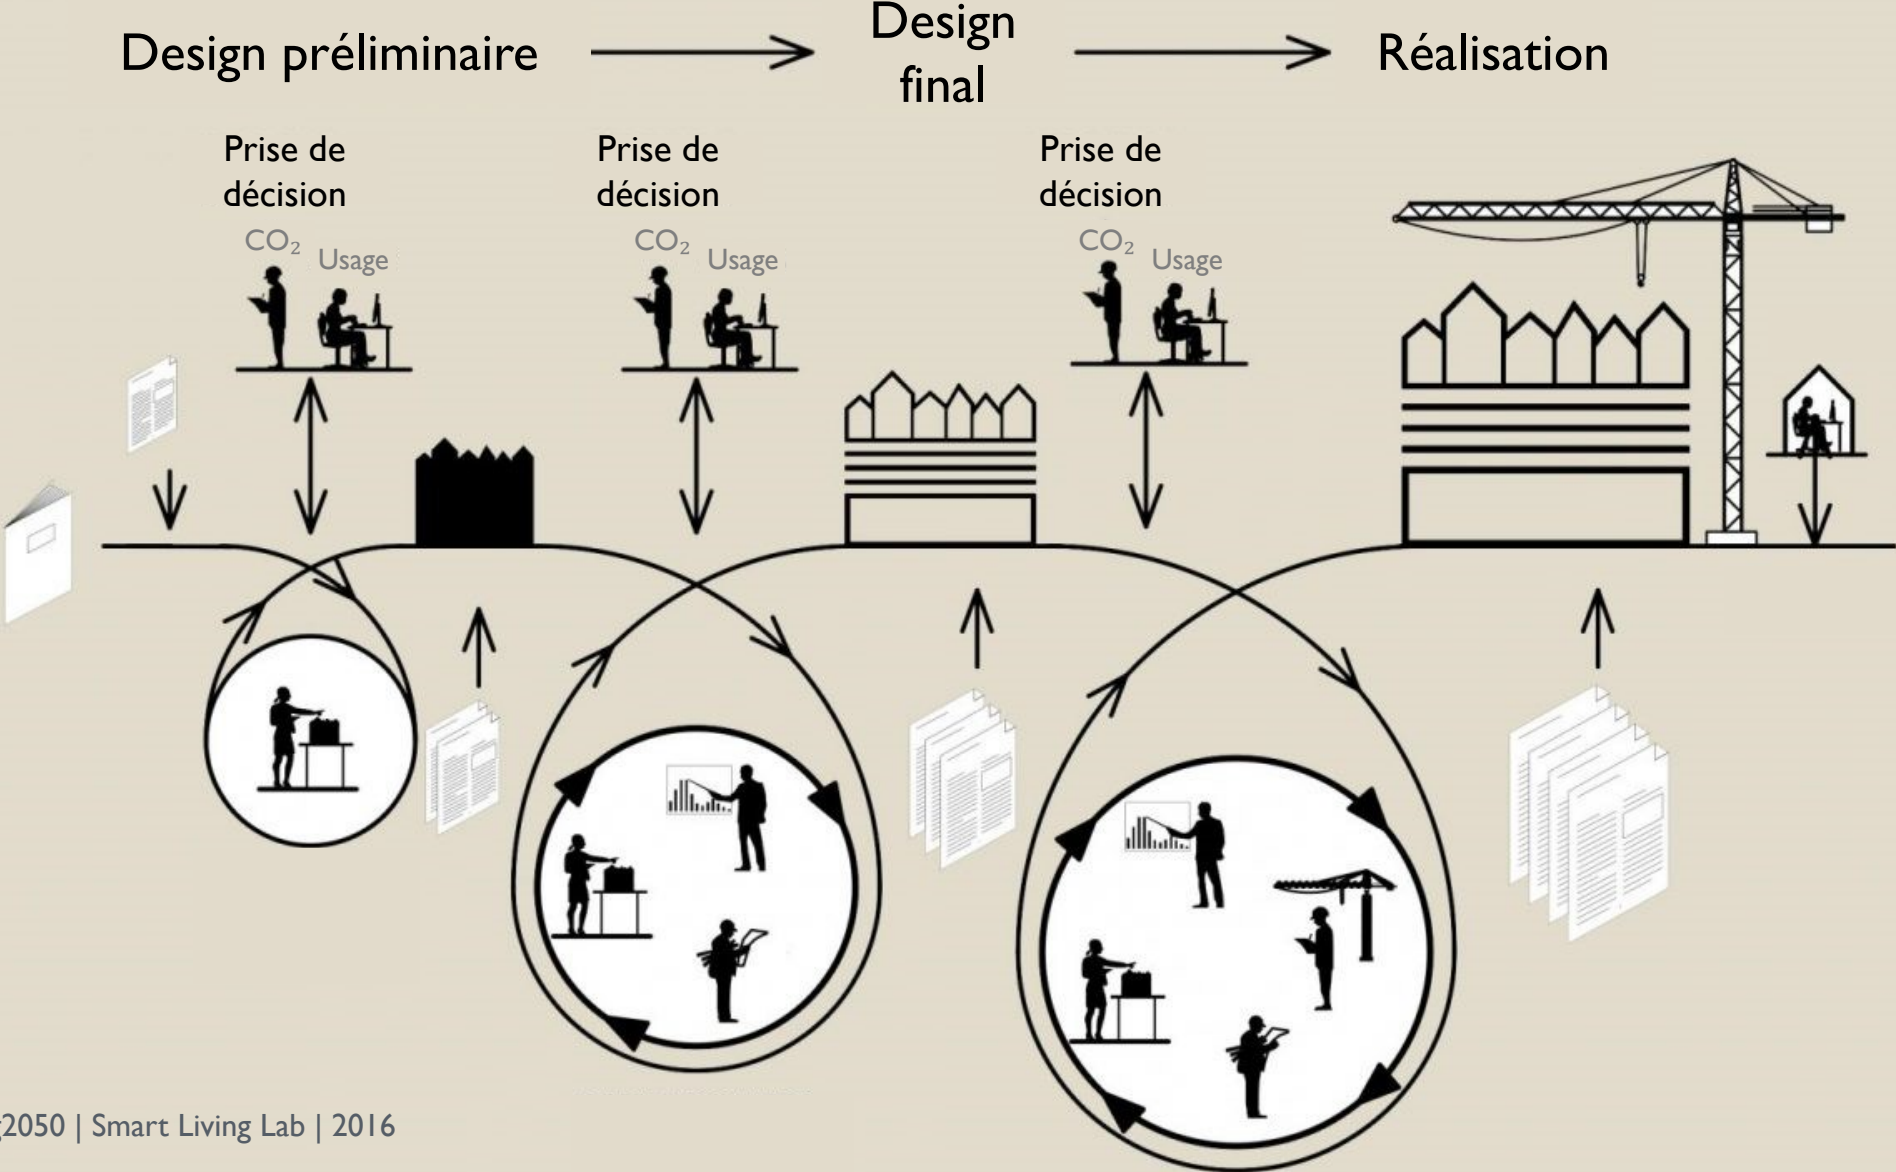 Design préliminaire
Design
final
Réalisation
Prise de
décision
CO₂
Usage
Prise de
décision
CO₂
Usage
Prise de
décision
CO₂
Usage
2050 | Smart Living Lab | 2016